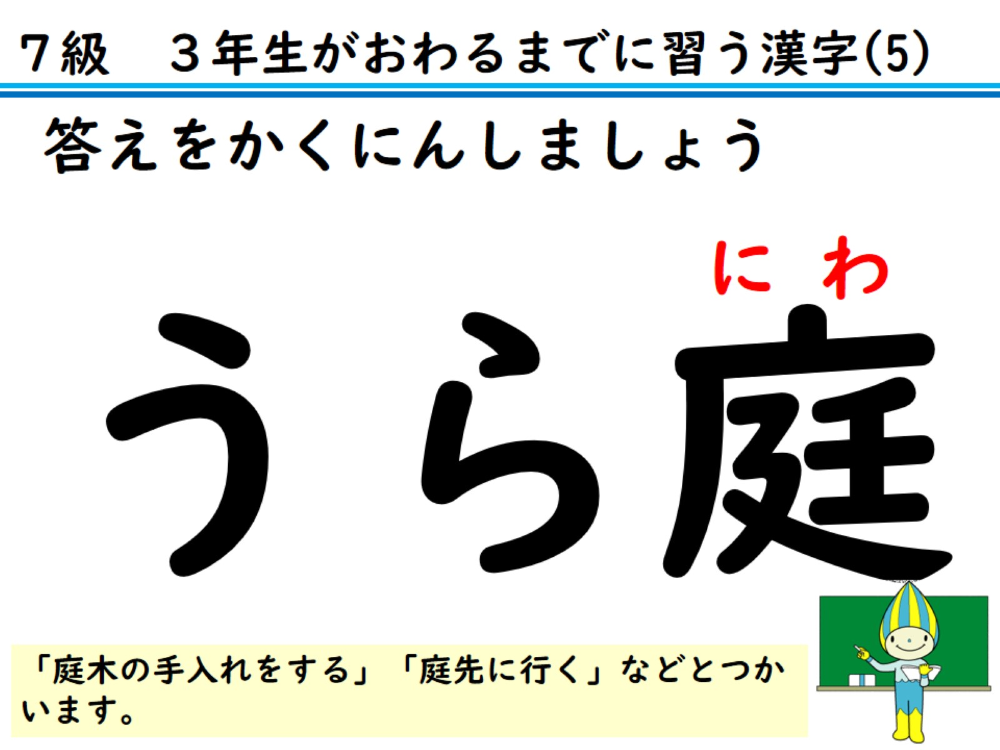 ７級　３年生がおわるまでに習う漢字(5)
答えをかくにんしましょう
にわ
うら庭
「庭木の手入れをする」「庭先に行く」などとつか
います。